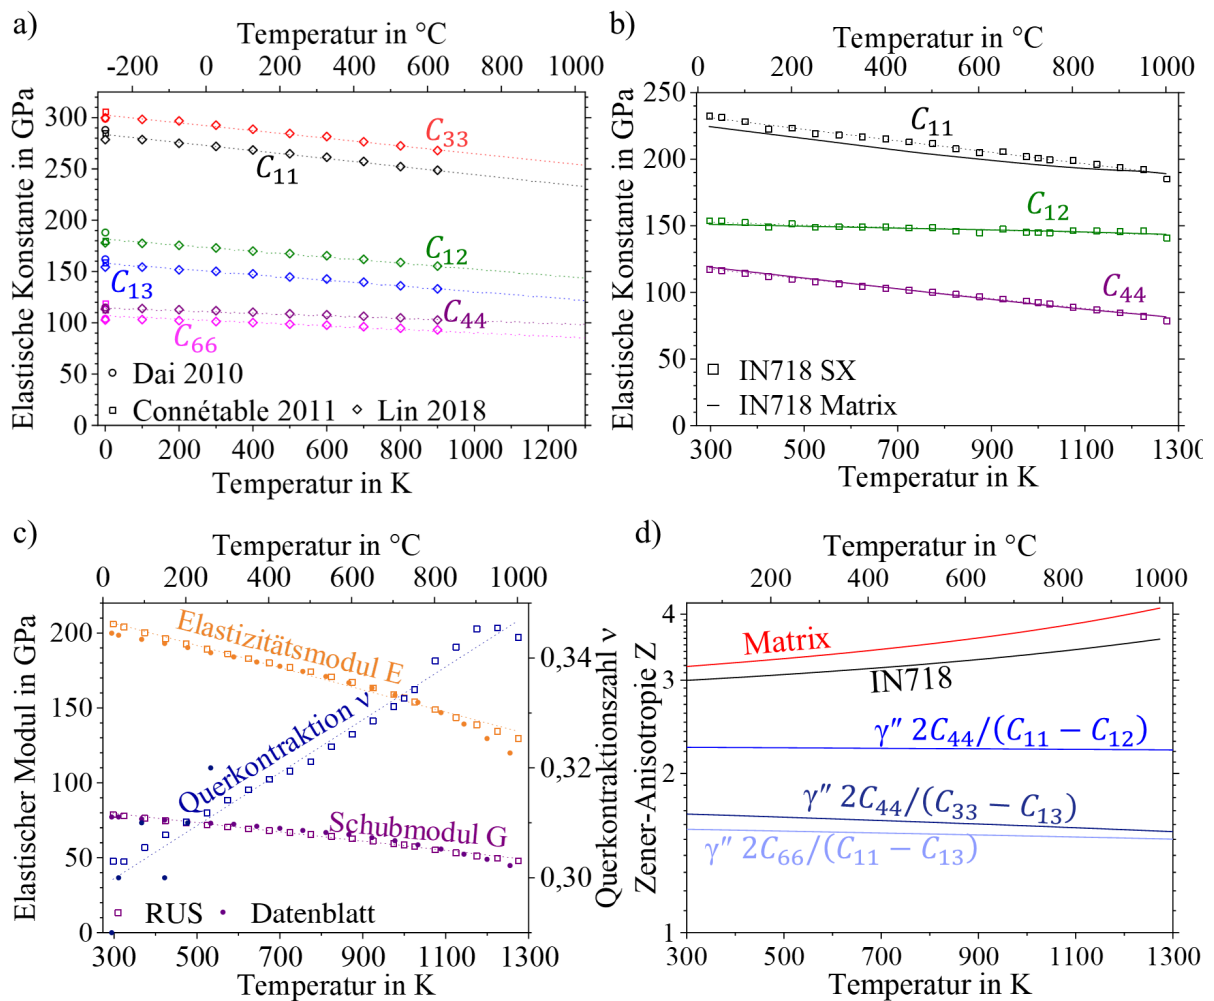 a)
Temperatur in °C
-200 0 200 400 600 800 1000
Elastische Konstante in GPa
300
250
200
150
100
50
0
C₃₃
C₁₁
C₁₂
C₁₃
C₄₄
C₆₆
Dai 2010
Connétable 2011 Lin 2018
0 200 400 600 800 1000 1200
Temperatur in K
b)
Temperatur in °C
0 200 400 600 800 1000
Elastische Konstante in GPa
250
200
150
100
50
0
C₁₁
C₁₂
C₄₄
IN718 SX
IN718 Matrix
300 500 700 900 1100 1300
Temperatur in K
c)
Temperatur in °C
0 100 200 300 400 500 600 700 800 900 1000
Elastischer Modul in GPa
200
150
100
50
0
Elastizitätsmodul E
Querkontraktion ν
Schubmodul G
RUS Datenblatt
0,34
0,32
0,30
Querkontraktionszahl ν
300 500 700 900 1100 1300
Temperatur in K
d)
Temperatur in °C
200 400 600 800 1000
Zener-Anisotropie Z
4
3
2
1
Matrix
IN718
γ″ 2C₄₄/(C₁₁ − C₁₂)
γ″ 2C₄₄/(C₃₃ − C₁₃)
γ″ 2C₆₆/(C₁₁ − C₁₃)
300 500 700 900 1100 1300
Temperatur in K